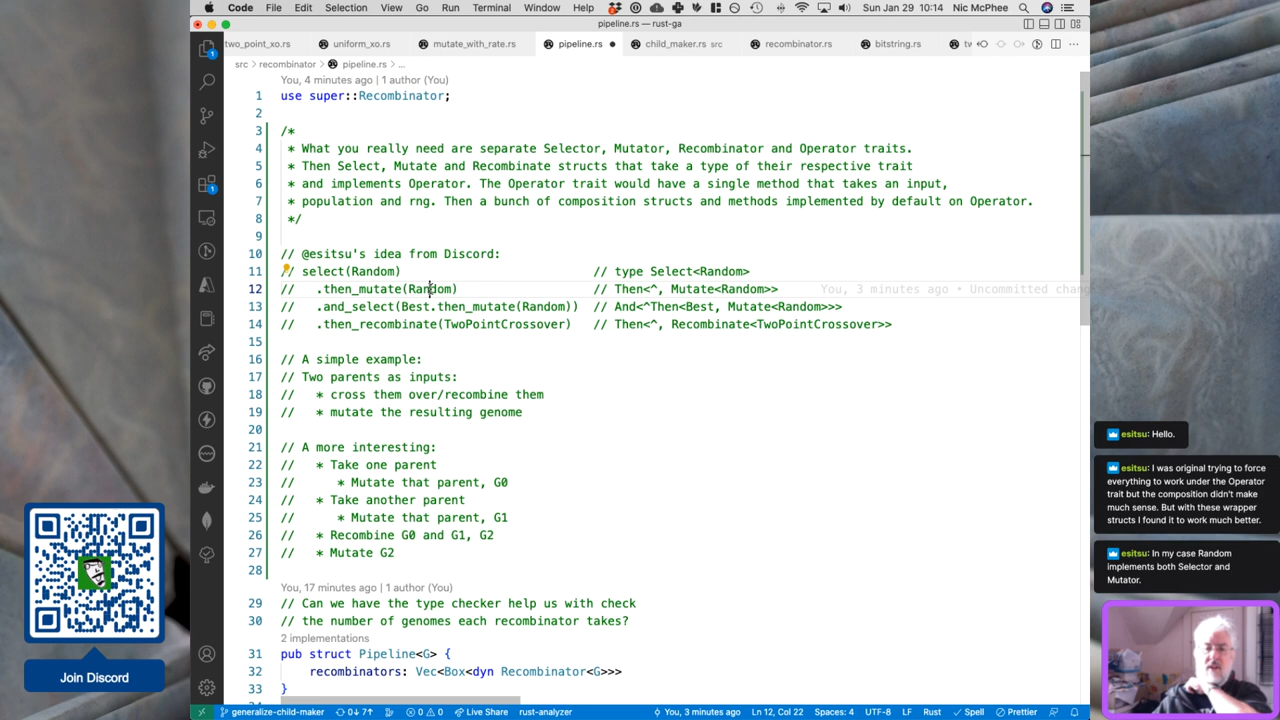 Code File Edit Selection View Go Run Terminal Window Help Sun Jan 29 10:14 Nic McPhee
pipeline.rs — rust-ga
two_point_xo.rs uniform_xo.rs mutate_with_rate.rs pipeline.rs child_maker.rs src recombinator.rs bitstring.rs tw
src > recombinator > pipeline.rs > ...
You, 4 minutes ago | 1 author (You)
1 use super::Recombinator;
2
3 /*
4 * What you really need are separate Selector, Mutator, Recombinator and Operator traits.
5 * Then Select, Mutate and Recombinate structs that take a type of their respective trait
6 * and implements Operator. The Operator trait would have a single method that takes an input,
7 * population and rng. Then a bunch of composition structs and methods implemented by default on Operator.
8 */
9
10 // @esitsu's idea from Discord:
11 // select(Random) // type Select<Random>
12 // .then_mutate(Random) // Then<^, Mutate<Random>> You, 3 minutes ago • Uncommitted chang
13 // .and_select(Best.then_mutate(Random)) // And<^Then<Best, Mutate<Random>>>
14 // .then_recombinate(TwoPointCrossover) // Then<^, Recombinate<TwoPointCrossover>>
15
16 // A simple example:
17 // Two parents as inputs:
18 // * cross them over/recombine them
19 // * mutate the resulting genome
20
21 // A more interesting:
22 // * Take one parent
23 // * Mutate that parent, G0
24 // * Take another parent
25 // * Mutate that parent, G1
26 // * Recombine G0 and G1, G2
27 // * Mutate G2
28
You, 17 minutes ago | 1 author (You)
29 // Can we have the type checker help us with check
30 // the number of genomes each recombinator takes?
2 implementations
31 pub struct Pipeline<G> {
32 recombinators: Vec<Box<dyn Recombinator<G>>>
33 }
generalize-child-maker 0↓ 7↑ 0 0 Live Share rust-analyzer You, 3 minutes ago Ln 12, Col 22 Spaces: 4 UTF-8 LF Rust Spell Prettier
Join Discord
esitsu: Hello.
esitsu: I was original trying to force
everything to work under the Operator
trait but the composition didn't make
much sense. But with these wrapper
structs I found it to work much better.
esitsu: In my case Random
implements both Selector and
Mutator.